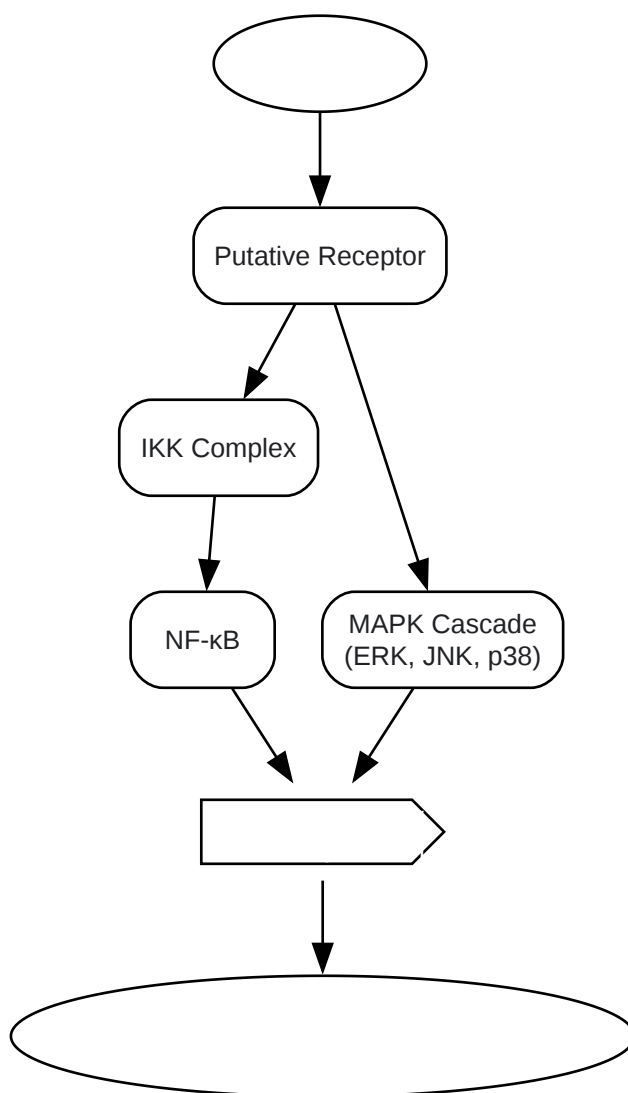 Putative Receptor
IKK Complex
NF-κB
MAPK Cascade
(ERK, JNK, p38)